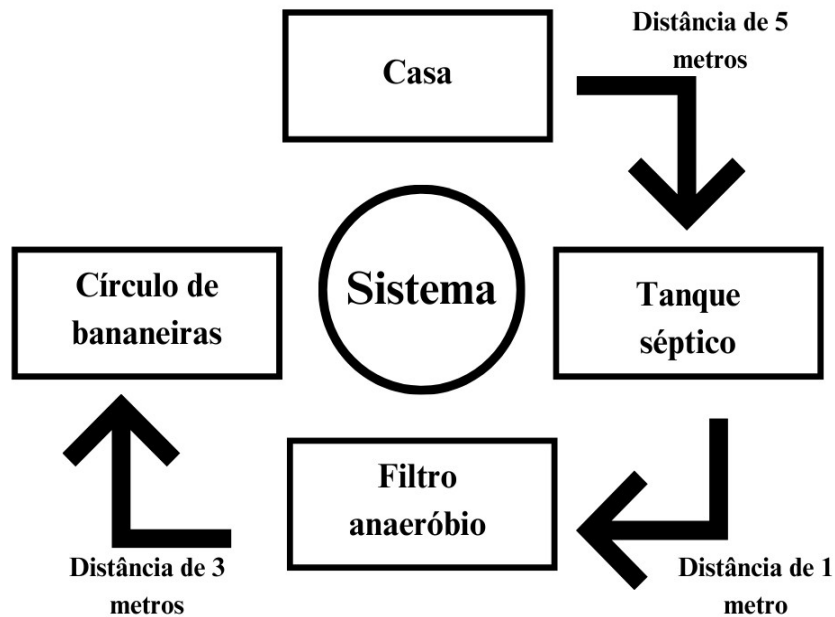 Casa
Distância de 5
metros
Tanque
séptico
Distância de 1
metro
Filtro
anaeróbio
Distância de 3
metros
Círculo de
bananeiras
Sistema